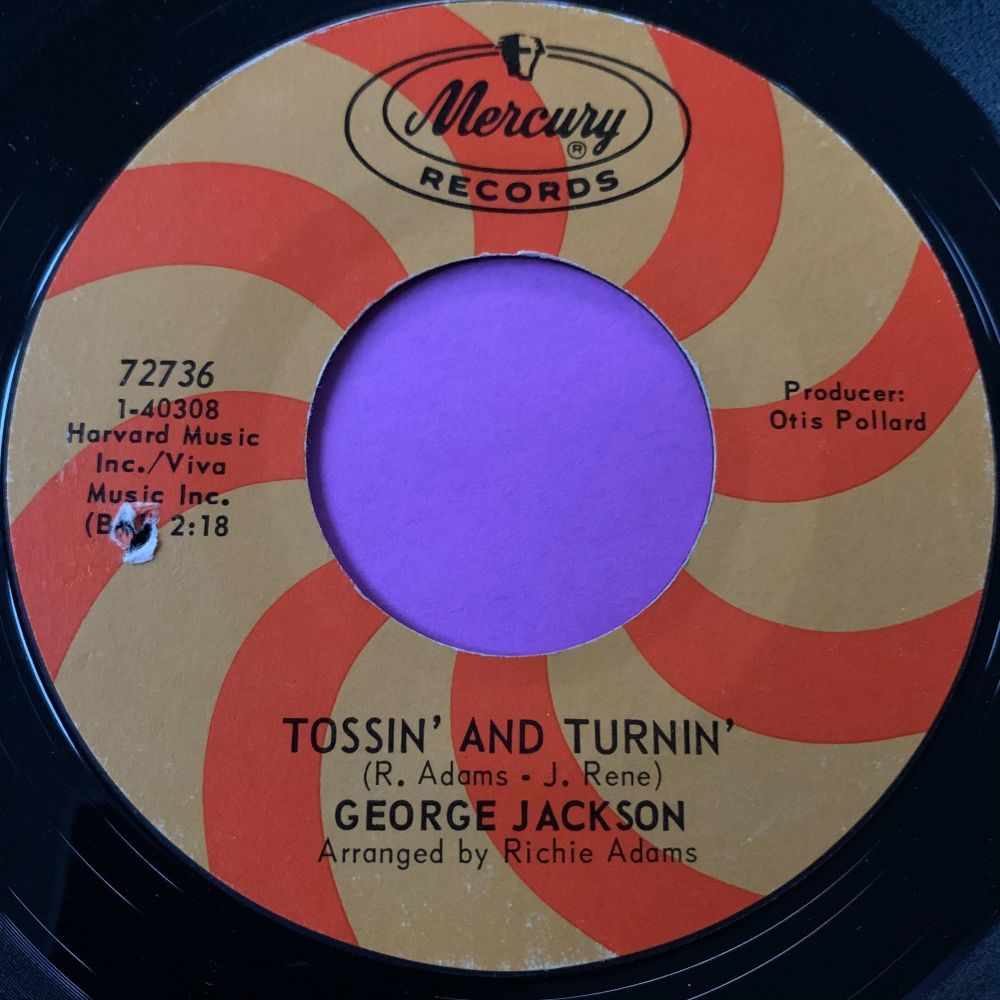 Mercury
®
RECORDS
72736
1-40308
Harvard Music
Inc./Viva
Music Inc.
2:18
Producer:
Otis Pollard
TOSSIN' AND TURNIN'
(R. Adams - J. Rene)
GEORGE JACKSON
Arranged by Richie Adams